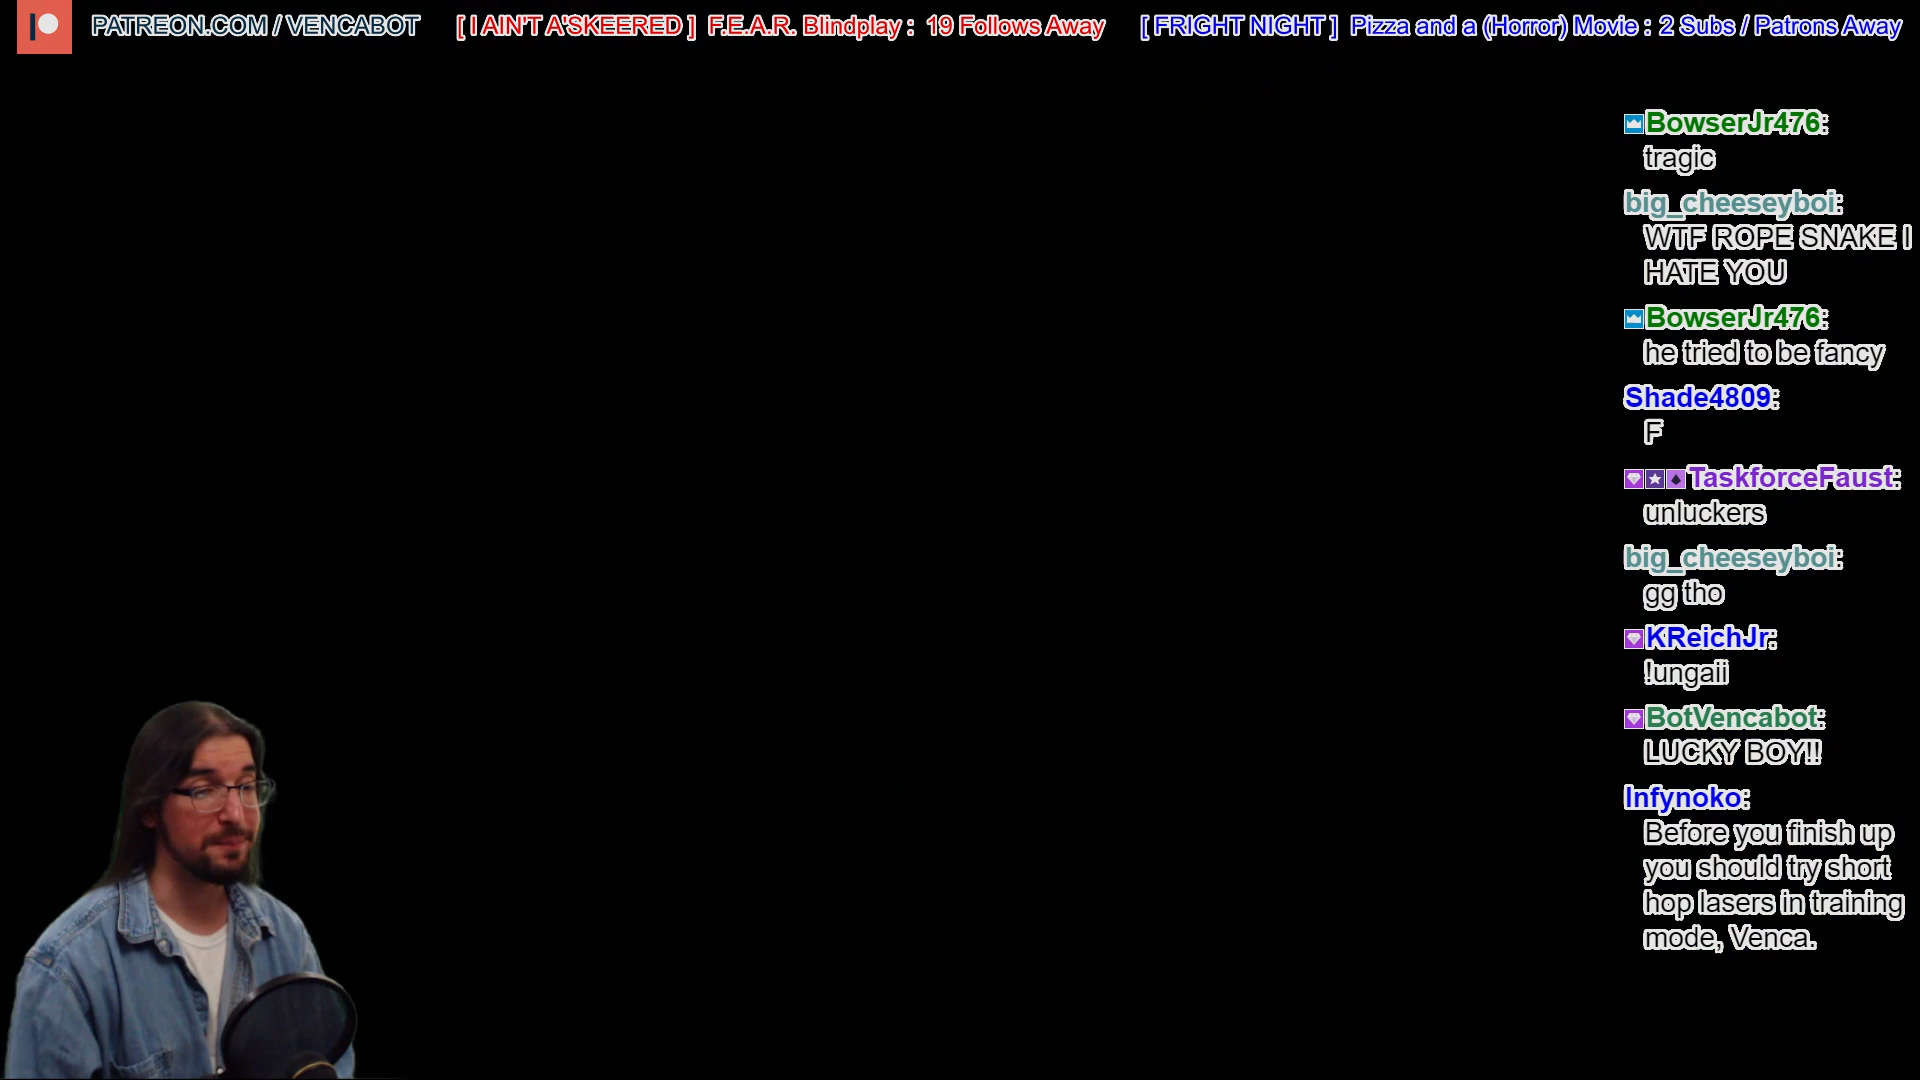 PATREON.COM / VENCABOT [ I AIN'T A'SKEERED ] F.E.A.R. Blindplay : 19 Follows Away [ FRIGHT NIGHT ] Pizza and a (Horror) Movie : 2 Subs / Patrons Away
BowserJr476:
tragic
big_cheeseyboi:
WTF ROPE SNAKE I
HATE YOU
BowserJr476:
he tried to be fancy
Shade4809:
F
TaskforceFaust:
unluckers
big_cheeseyboi:
gg tho
KReichJr:
!ungaii
BotVencabot:
LUCKY BOY!!
Infynoko:
Before you finish up
you should try short
hop lasers in training
mode, Venca.